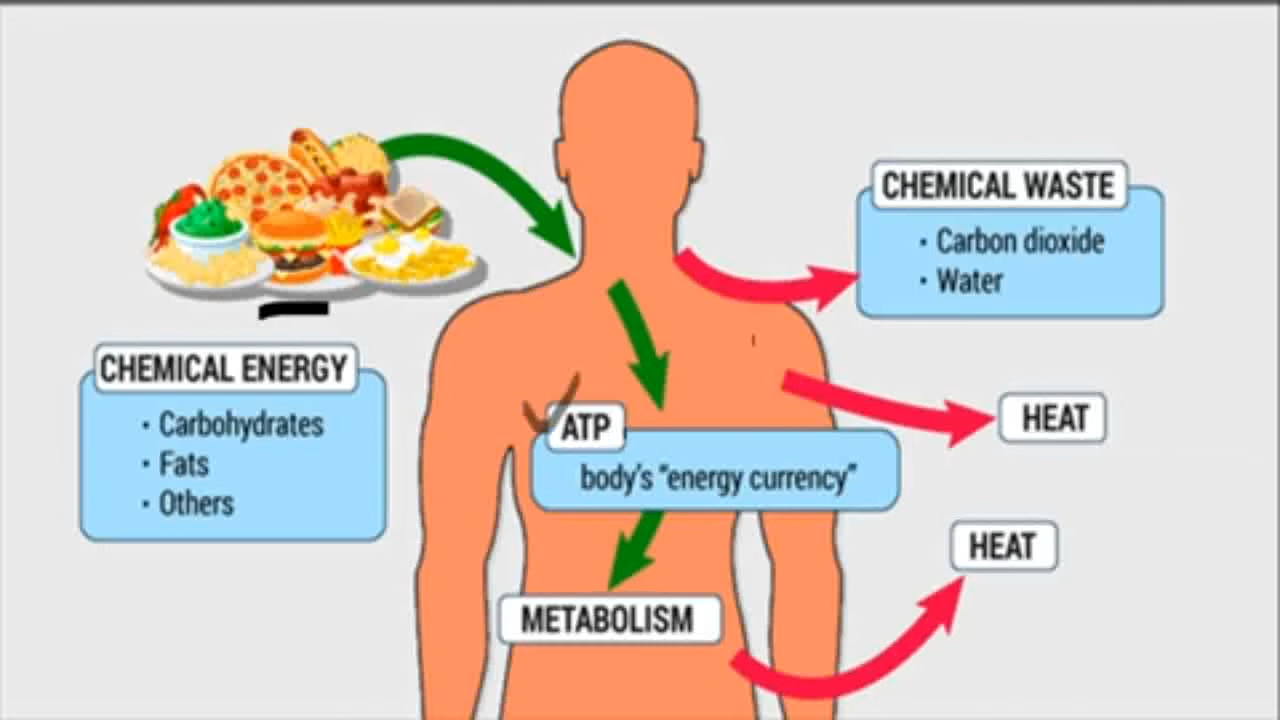 CHEMICAL ENERGY
· Carbohydrates
· Fats
· Others
ATP
body's "energy currency"
METABOLISM
CHEMICAL WASTE
· Carbon dioxide
· Water
HEAT
HEAT